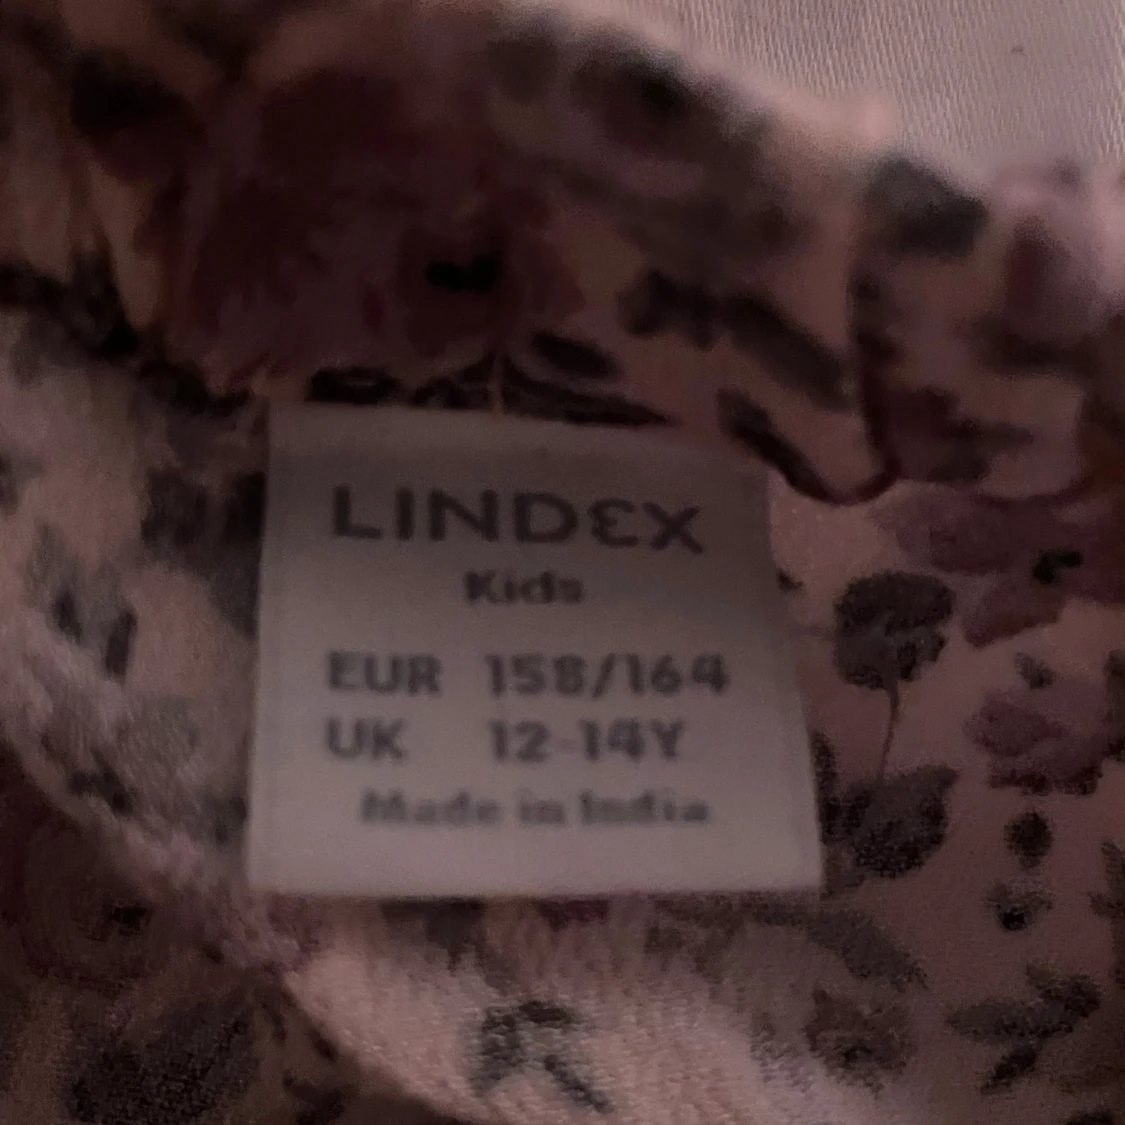 LINDEX
Kids
EUR 158/164
UK 12-14Y
Made in India